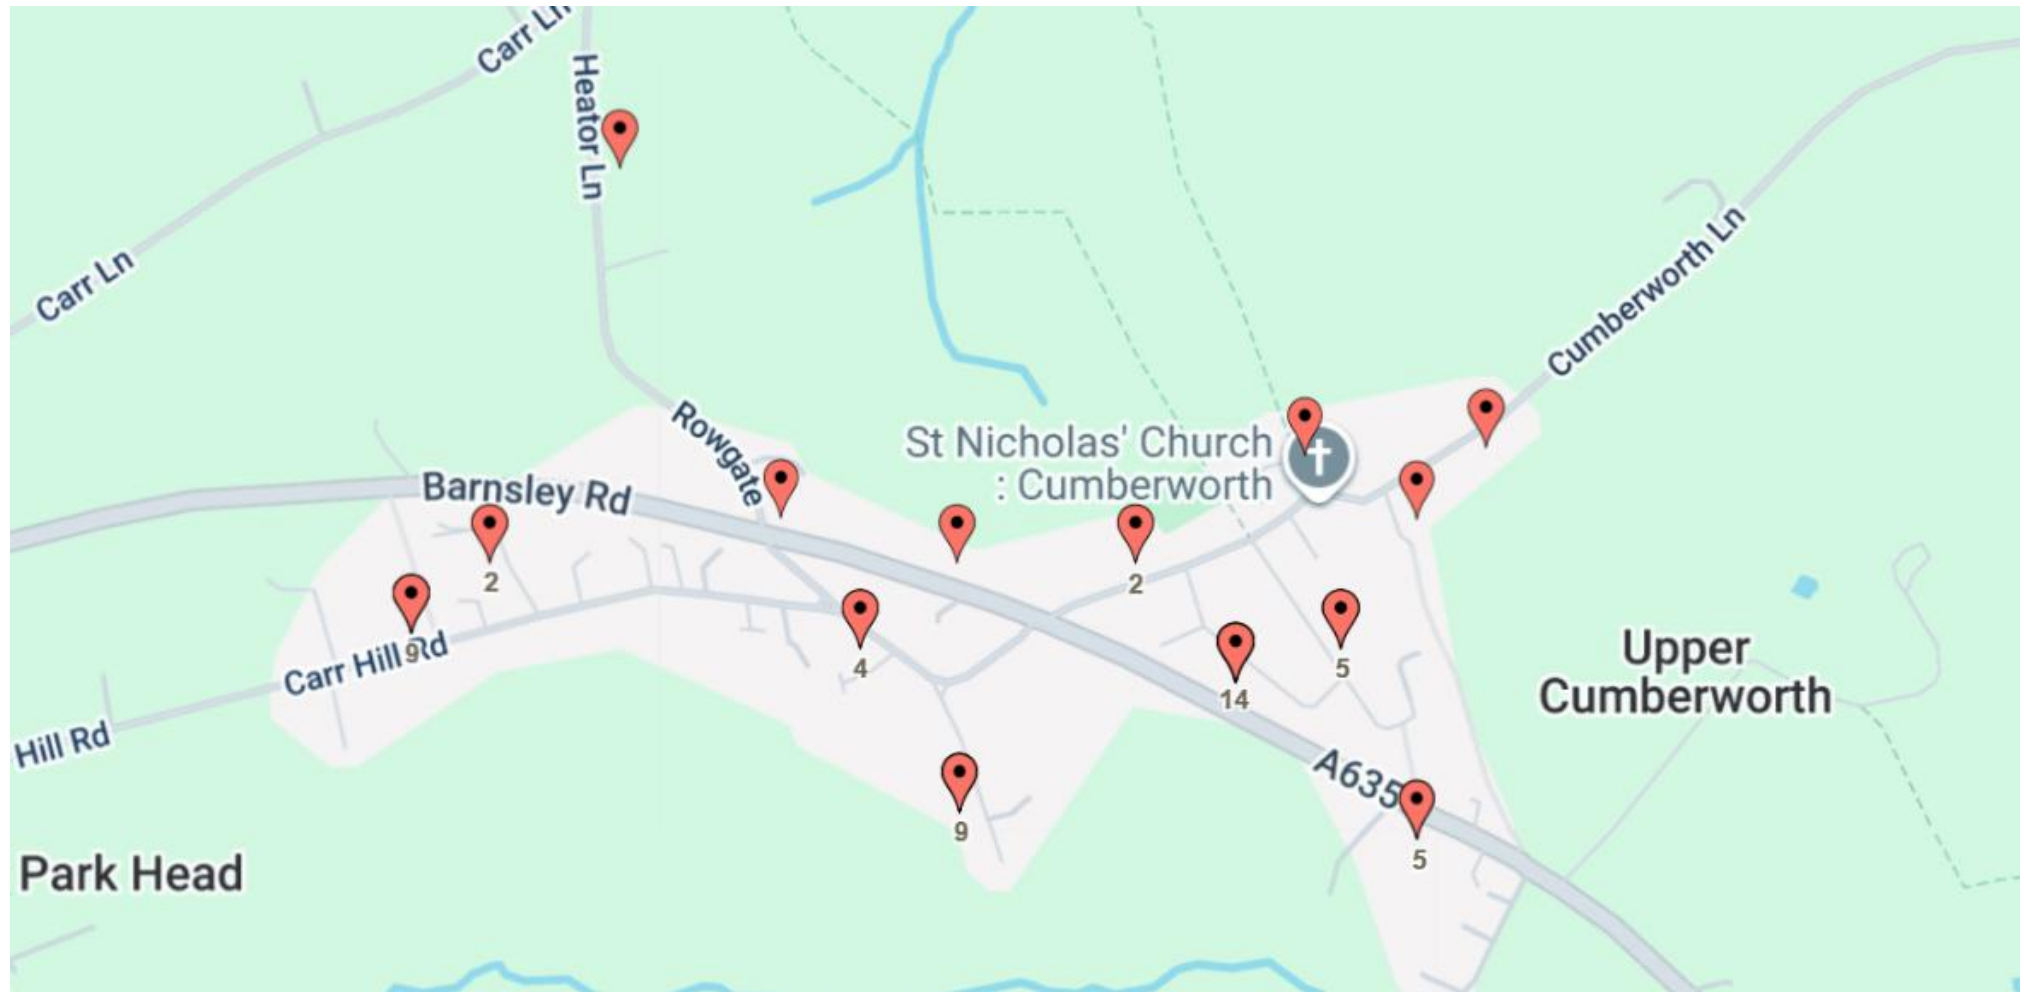 Carr Ln
Heator Ln
Carr Ln
Cumberworth Ln
Rowgate
St Nicholas' Church
: Cumberworth
Barnsley Rd
2
2
9
Carr Hill Rd
4
5
14
Upper
Cumberworth
Hill Rd
A635
9
5
Park Head